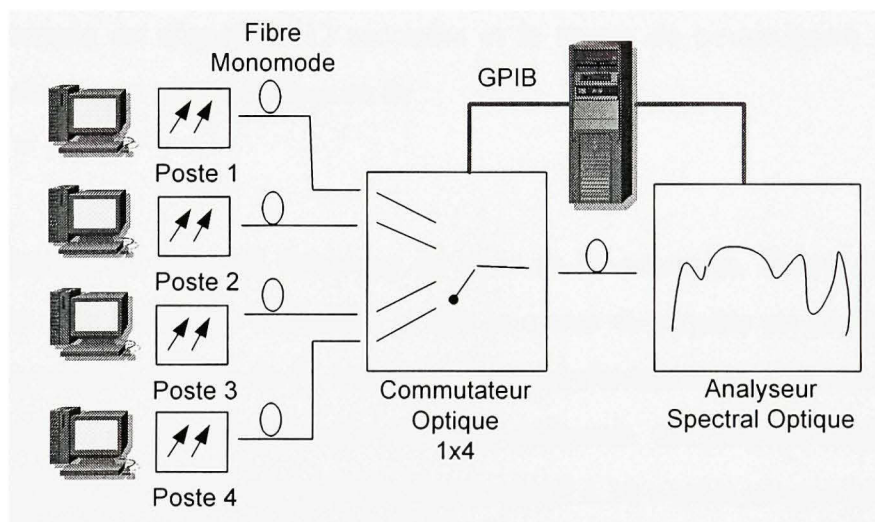 Fibre
Monomode
GPIB
Poste 1
Poste 2
Poste 3
Poste 4
Commutateur
Optique
1x4
Analyseur
Spectral Optique